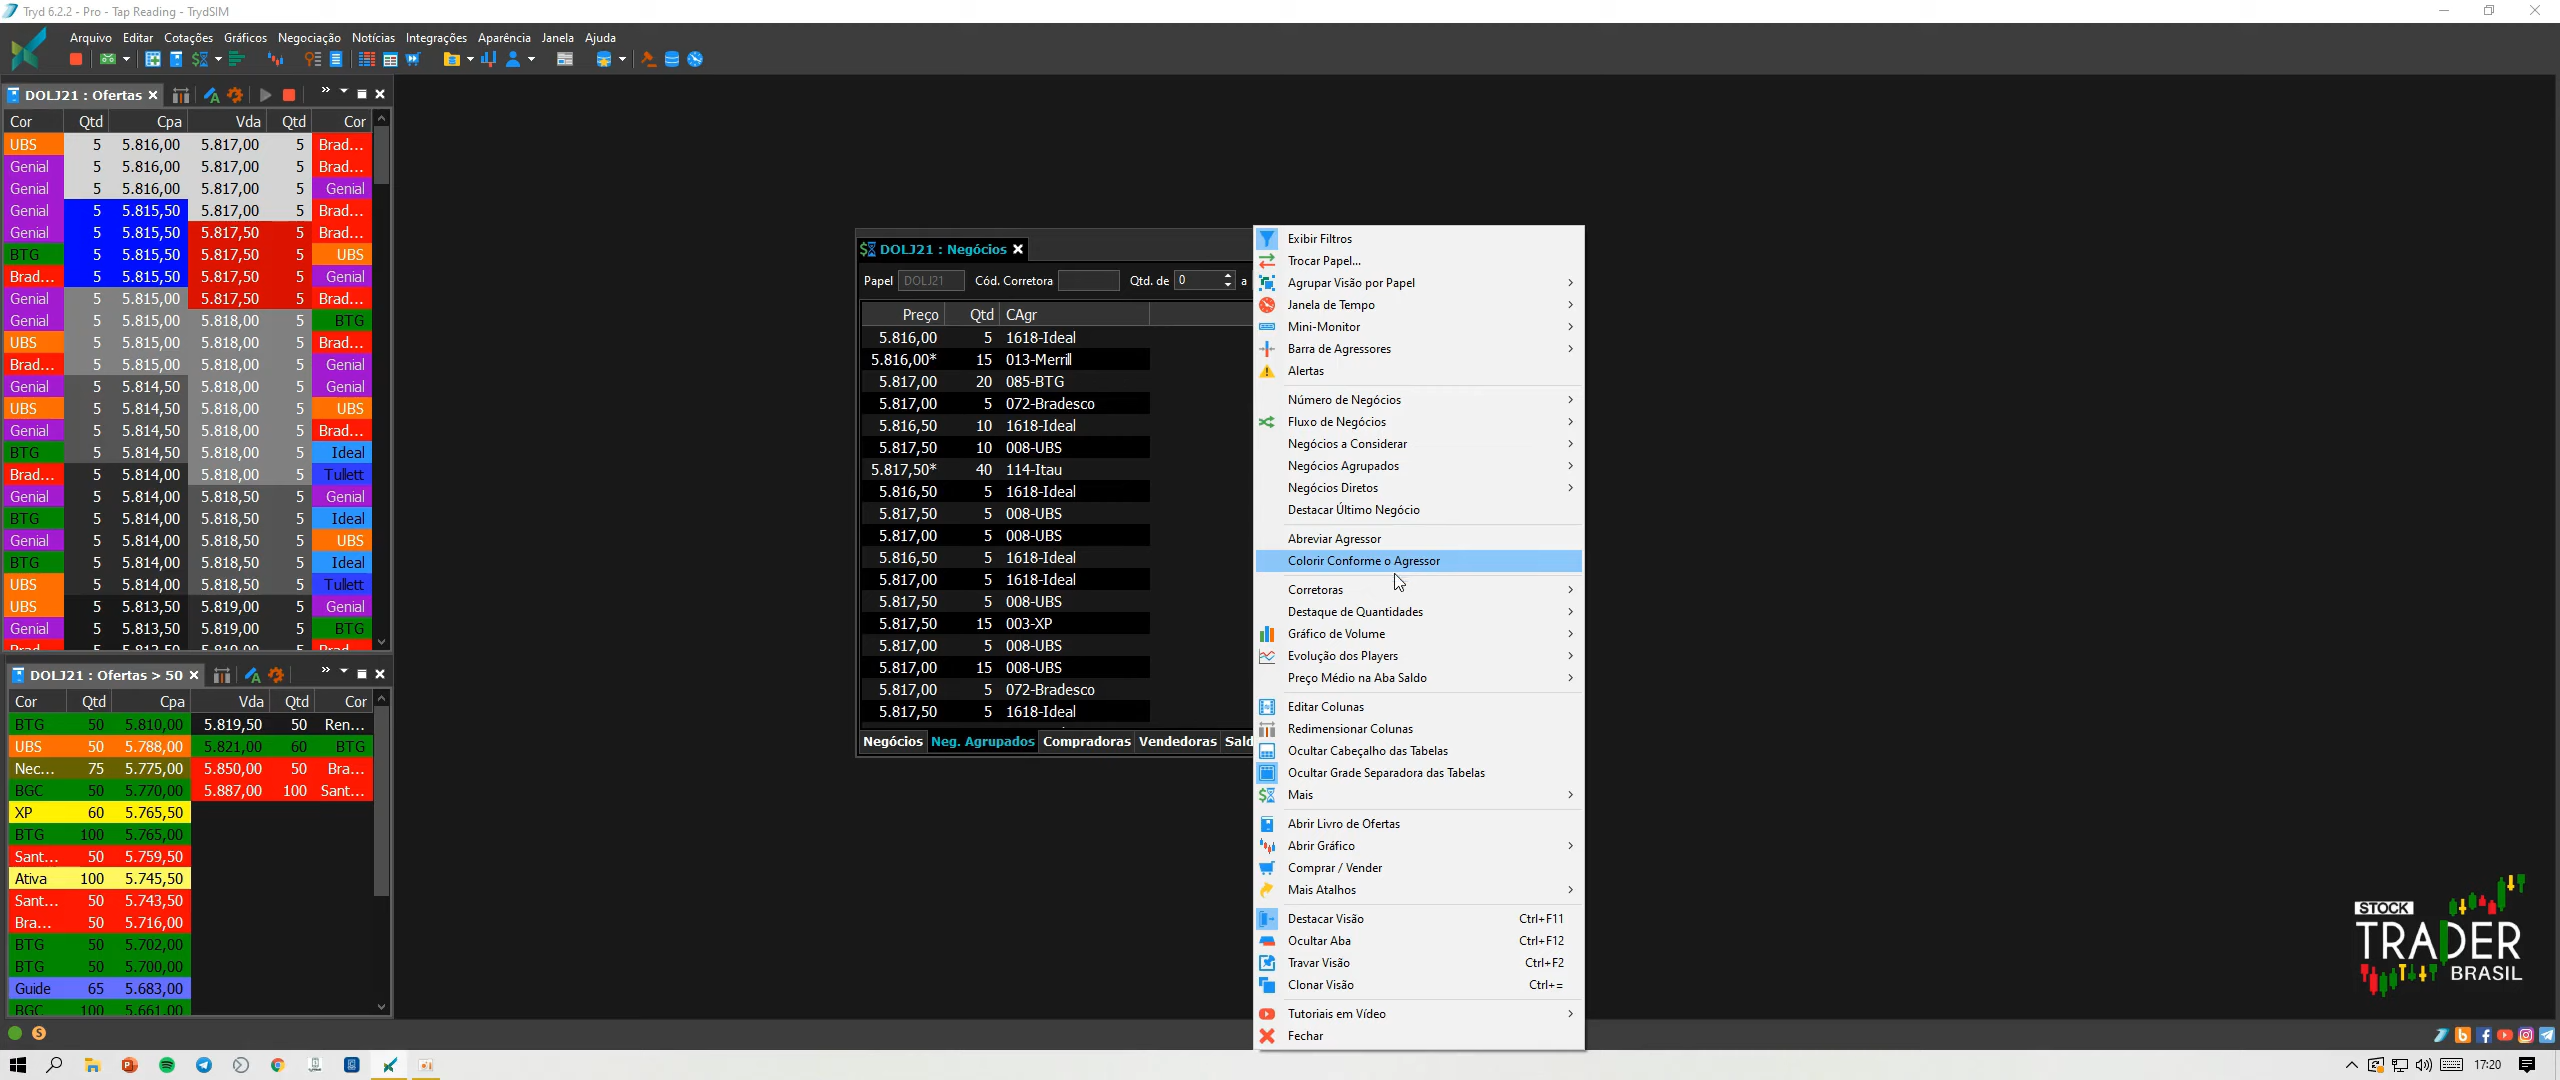 Tryd 6.2.2 - Pro - Tap Reading - TrydSIM
Arquivo Editar Cotações Gráficos Negociação Notícias Integrações Aparência Janela Ajuda
DOLJ21 : Ofertas
Cor Qtd Cpa Vda Qtd Cor
UBS 5 5.816,00 5.817,00 5 Brad...
Genial 5 5.816,00 5.817,00 5 Brad...
Genial 5 5.816,00 5.817,00 5 Genial
Genial 5 5.815,50 5.817,00 5 Brad...
Genial 5 5.815,50 5.817,50 5 Brad...
BTG 5 5.815,50 5.817,50 5 UBS
Brad... 5 5.815,50 5.817,50 5 Genial
Genial 5 5.815,00 5.817,50 5 Brad...
Genial 5 5.815,00 5.818,00 5 BTG
UBS 5 5.815,00 5.818,00 5 Brad...
Brad... 5 5.815,00 5.818,00 5 Genial
Genial 5 5.814,50 5.818,00 5 Genial
UBS 5 5.814,50 5.818,00 5 UBS
Genial 5 5.814,50 5.818,00 5 Brad...
BTG 5 5.814,50 5.818,00 5 Ideal
Brad... 5 5.814,00 5.818,00 5 Tullett
Genial 5 5.814,00 5.818,50 5 Genial
BTG 5 5.814,00 5.818,50 5 Ideal
Genial 5 5.814,00 5.818,50 5 UBS
BTG 5 5.814,00 5.818,50 5 Ideal
UBS 5 5.814,00 5.818,50 5 Tullett
UBS 5 5.813,50 5.819,00 5 Genial
Genial 5 5.813,50 5.819,00 5 BTG
DOLJ21 : Ofertas > 50
Cor Qtd Cpa Vda Qtd Cor
BTG 50 5.810,00 5.819,50 50 Ren...
UBS 50 5.788,00 5.821,00 60 BTG
Nec... 75 5.775,00 5.850,00 50 Bra...
BGC 50 5.770,00 5.887,00 100 Sant...
XP 60 5.765,50
BTG 100 5.765,00
Sant... 50 5.759,50
Ativa 100 5.745,50
Sant... 50 5.743,50
Bra... 50 5.716,00
BTG 50 5.702,00
BTG 50 5.700,00
Guide 65 5.683,00
BGC 100 5.661,00
DOLJ21 : Negócios
Papel DOLJ21 Cód. Corretora Qtd. de 0 a
Preço Qtd CAgr
5.816,00 5 1618-Ideal
5.816,00* 15 013-Merrill
5.817,00 20 085-BTG
5.817,00 5 072-Bradesco
5.816,50 10 1618-Ideal
5.817,50 10 008-UBS
5.817,50* 40 114-Itau
5.816,50 5 1618-Ideal
5.817,50 5 008-UBS
5.817,00 5 008-UBS
5.816,50 5 1618-Ideal
5.817,00 5 1618-Ideal
5.817,50 5 008-UBS
5.817,50 15 003-XP
5.817,00 5 008-UBS
5.817,00 15 008-UBS
5.817,00 5 072-Bradesco
5.817,50 5 1618-Ideal
Negócios Neg. Agrupados Compradoras Vendedoras Sald
Exibir Filtros
Trocar Papel...
Agrupar Visão por Papel
Janela de Tempo
Mini-Monitor
Barra de Agressores
Alertas
Número de Negócios
Fluxo de Negócios
Negócios a Considerar
Negócios Agrupados
Negócios Diretos
Destacar Último Negócio
Abreviar Agressor
Colorir Conforme o Agressor
Corretoras
Destaque de Quantidades
Gráfico de Volume
Evolução dos Players
Preço Médio na Aba Saldo
Editar Colunas
Redimensionar Colunas
Ocultar Cabeçalho das Tabelas
Ocultar Grade Separadora das Tabelas
Mais
Abrir Livro de Ofertas
Abrir Gráfico
Comprar / Vender
Mais Atalhos
Destacar Visão Ctrl+F11
Ocultar Aba Ctrl+F12
Travar Visão Ctrl+F2
Clonar Visão Ctrl+=
Tutoriais em Vídeo
Fechar
STOCK
TRADER
BRASIL
17:20